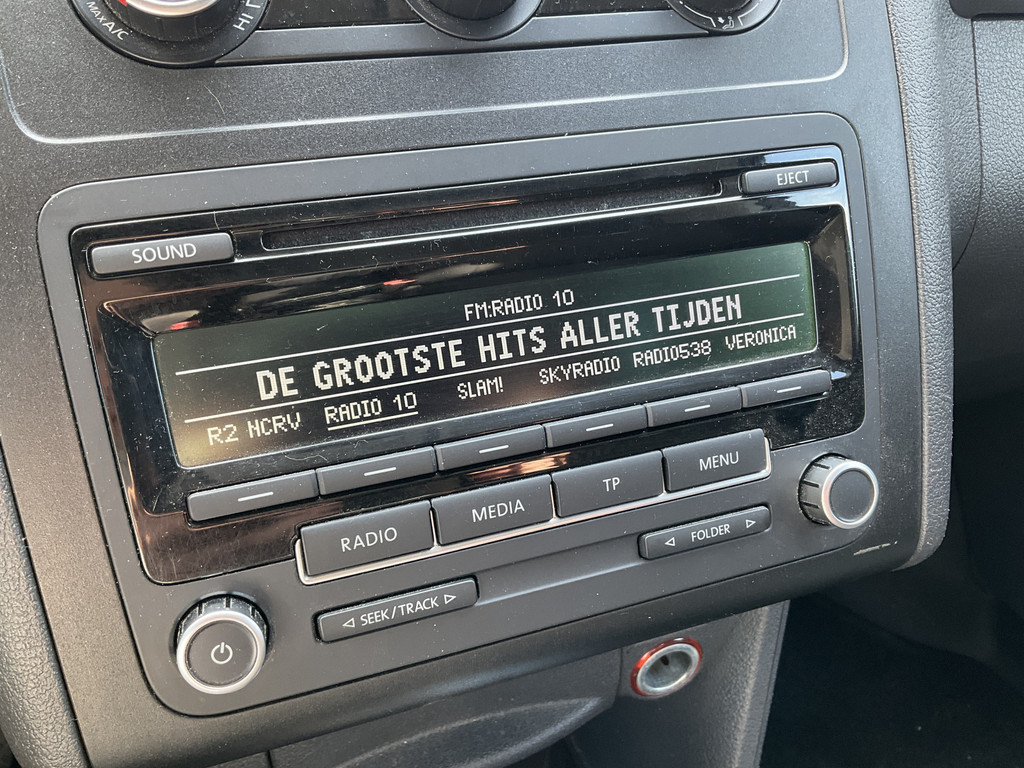 MAX A/C
HI
EJECT
SOUND
FM:RADIO 10
DE GROOTSTE HITS ALLER TIJDEN
R2 NCRV RADIO 10 SLAM! SKYRADIO RADIO538 VERONICA
RADIO MEDIA TP MENU
◁ FOLDER ▷
◁ SEEK/TRACK ▷